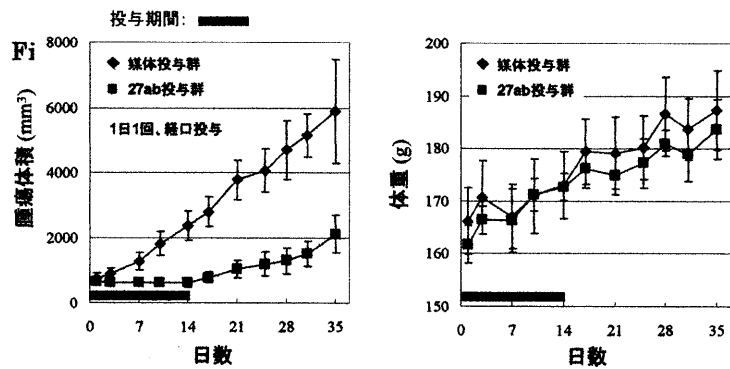 投与期間:
Fi
8000
6000
4000
2000
0
腫瘍体積 (mm³)
媒体投与群
27ab投与群
1日1回、経口投与
0 7 14 21 28 35
日数
200
190
180
170
160
150
体重 (g)
媒体投与群
27ab投与群
0 7 14 21 28 35
日数